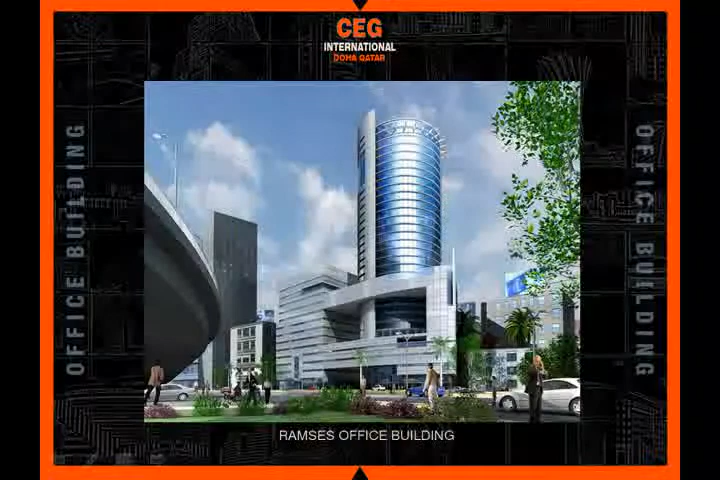 CEG
INTERNATIONAL
DOHA QATAR
OFFICE BUILDING
OFFICE BUILDING
RAMSES OFFICE BUILDING